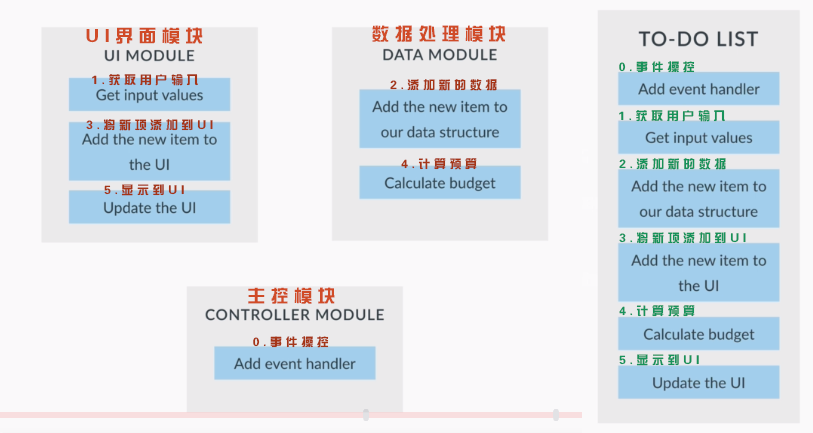 UI界面模块
UI MODULE
1.获取用户输入
Get input values
3.将新项添加到UI
Add the new item to
the UI
5.显示到UI
Update the UI
数据处理模块
DATA MODULE
2.添加新的数据
Add the new item to
our data structure
4.计算预算
Calculate budget
主控模块
CONTROLLER MODULE
0.事件操控
Add event handler
TO-DO LIST
0.事件操控
Add event handler
1.获取用户输入
Get input values
2.添加新的数据
Add the new item to
our data structure
3.将新项添加到UI
Add the new item to
the UI
4.计算预算
Calculate budget
5.显示到UI
Update the UI